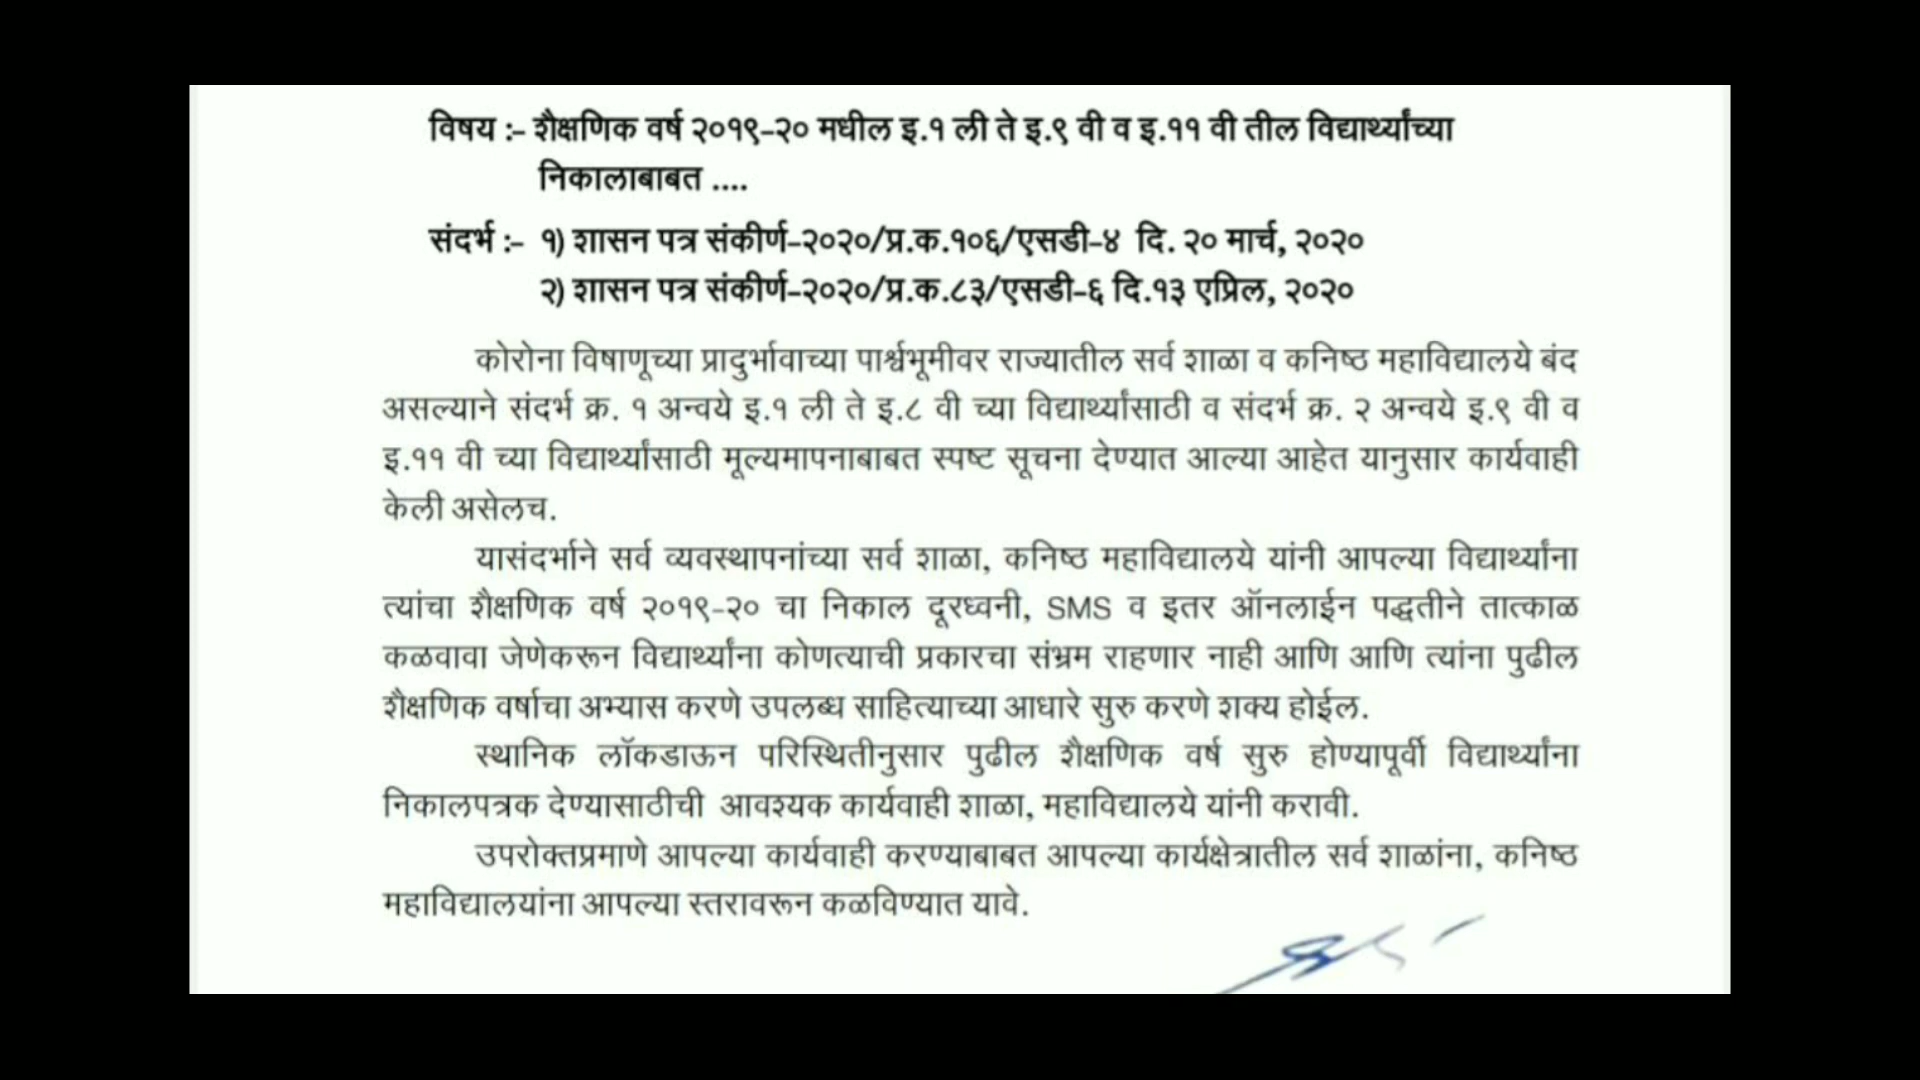 विषय :- शैक्षणिक वर्ष २०१९-२० मधील इ.१ ली ते इ.९ वी व इ.११ वी तील विद्यार्थ्यांच्या
निकालाबाबत ....
संदर्भ :- १) शासन पत्र संकीर्ण-२०२०/प्र.क.१०६/एसडी-४ दि. २० मार्च, २०२०
२) शासन पत्र संकीर्ण-२०२०/प्र.क.८३/एसडी-६ दि.१३ एप्रिल, २०२०
कोरोना विषाणूच्या प्रादुर्भावाच्या पार्श्वभूमीवर राज्यातील सर्व शाळा व कनिष्ठ महाविद्यालये बंद
असल्याने संदर्भ क्र. १ अन्वये इ.१ ली ते इ.८ वी च्या विद्यार्थ्यांसाठी व संदर्भ क्र. २ अन्वये इ.९ वी व
इ.११ वी च्या विद्यार्थ्यांसाठी मूल्यमापनाबाबत स्पष्ट सूचना देण्यात आल्या आहेत यानुसार कार्यवाही
केली असेलच.
यासंदर्भाने सर्व व्यवस्थापनांच्या सर्व शाळा, कनिष्ठ महाविद्यालये यांनी आपल्या विद्यार्थ्यांना
त्यांचा शैक्षणिक वर्ष २०१९-२० चा निकाल दूरध्वनी, SMS व इतर ऑनलाईन पद्धतीने तात्काळ
कळवावा जेणेकरून विद्यार्थ्यांना कोणत्याची प्रकारचा संभ्रम राहणार नाही आणि आणि त्यांना पुढील
शैक्षणिक वर्षाचा अभ्यास करणे उपलब्ध साहित्याच्या आधारे सुरु करणे शक्य होईल.
स्थानिक लॉकडाऊन परिस्थितीनुसार पुढील शैक्षणिक वर्ष सुरु होण्यापूर्वी विद्यार्थ्यांना
निकालपत्रक देण्यासाठीची आवश्यक कार्यवाही शाळा, महाविद्यालये यांनी करावी.
उपरोक्तप्रमाणे आपल्या कार्यवाही करण्याबाबत आपल्या कार्यक्षेत्रातील सर्व शाळांना, कनिष्ठ
महाविद्यालयांना आपल्या स्तरावरून कळविण्यात यावे.